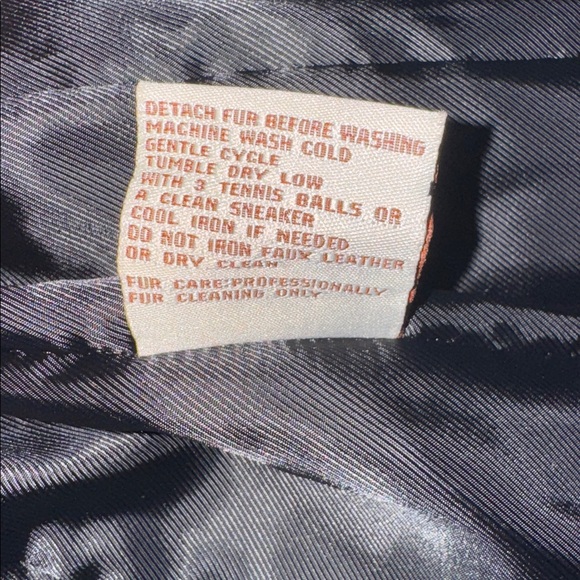 DETACH FUR BEFORE WASHING
MACHINE WASH COLD
GENTLE CYCLE
TUMBLE DRY LOW
WITH 3 TENNIS BALLS OR
A CLEAN SNEAKER
COOL IRON IF NEEDED
DO NOT IRON FAUX LEATHER
OR DRY CLEAN
FUR CARE:PROFESSIONALLY
FUR CLEANING ONLY